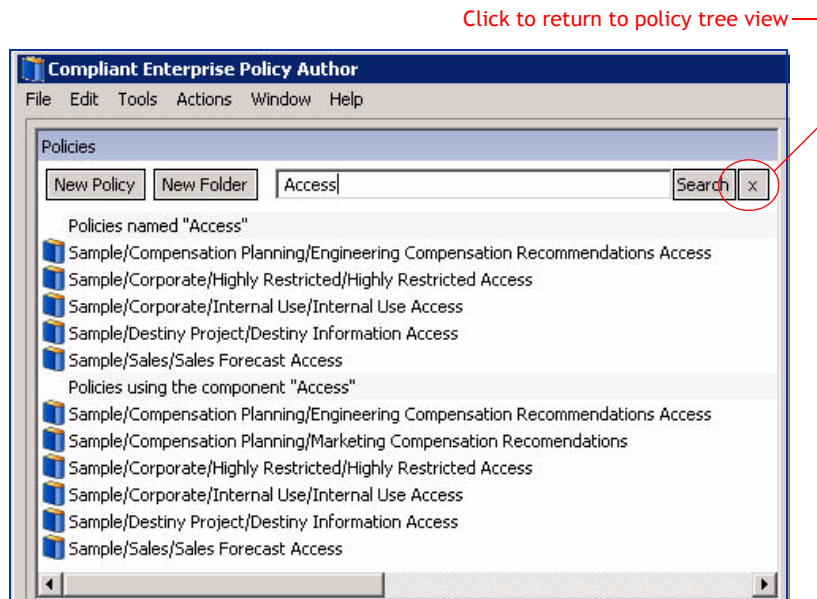 Click to return to policy tree view
Compliant Enterprise Policy Author
File Edit Tools Actions Window Help
Policies
New Policy New Folder Access Search x
Policies named "Access"
Sample/Compensation Planning/Engineering Compensation Recommendations Access
Sample/Corporate/Highly Restricted/Highly Restricted Access
Sample/Corporate/Internal Use/Internal Use Access
Sample/Destiny Project/Destiny Information Access
Sample/Sales/Sales Forecast Access
Policies using the component "Access"
Sample/Compensation Planning/Engineering Compensation Recommendations Access
Sample/Compensation Planning/Marketing Compensation Recomendations
Sample/Corporate/Highly Restricted/Highly Restricted Access
Sample/Corporate/Internal Use/Internal Use Access
Sample/Destiny Project/Destiny Information Access
Sample/Sales/Sales Forecast Access